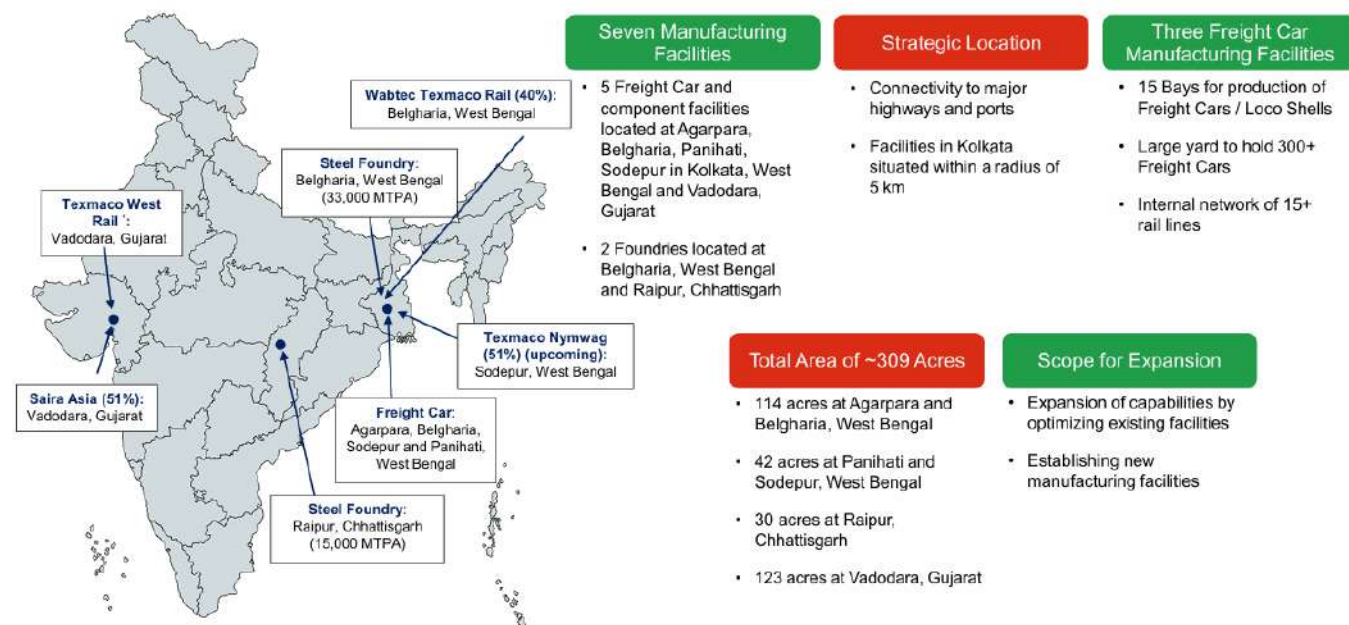 Wabtec Texmaco Rail (40%):
Belgharia, West Bengal
Steel Foundry:
Belgharia, West Bengal
(33,000 MTPA)
Texmaco West
Rail *:
Vadodara, Gujarat
Saira Asia (51%):
Vadodara, Gujarat
Texmaco Nymwag
(51%) (upcoming):
Sodepur, West Bengal
Freight Car:
Agarpara, Belgharia,
Sodepur and Panihati,
West Bengal
Steel Foundry:
Raipur, Chhattisgarh
(15,000 MTPA)
Seven Manufacturing
Facilities
• 5 Freight Car and
component facilities
located at Agarpara,
Belgharia, Panihati,
Sodepur in Kolkata, West
Bengal and Vadodara,
Gujarat
• 2 Foundries located at
Belgharia, West Bengal
and Raipur, Chhattisgarh
Strategic Location
• Connectivity to major
highways and ports
• Facilities in Kolkata
situated within a radius of
5 km
Three Freight Car
Manufacturing Facilities
• 15 Bays for production of
Freight Cars / Loco Shells
• Large yard to hold 300+
Freight Cars
• Internal network of 15+
rail lines
Total Area of ~309 Acres
• 114 acres at Agarpara and
Belgharia, West Bengal
• 42 acres at Panihati and
Sodepur, West Bengal
• 30 acres at Raipur,
Chhattisgarh
• 123 acres at Vadodara, Gujarat
Scope for Expansion
• Expansion of capabilities by
optimizing existing facilities
• Establishing new
manufacturing facilities